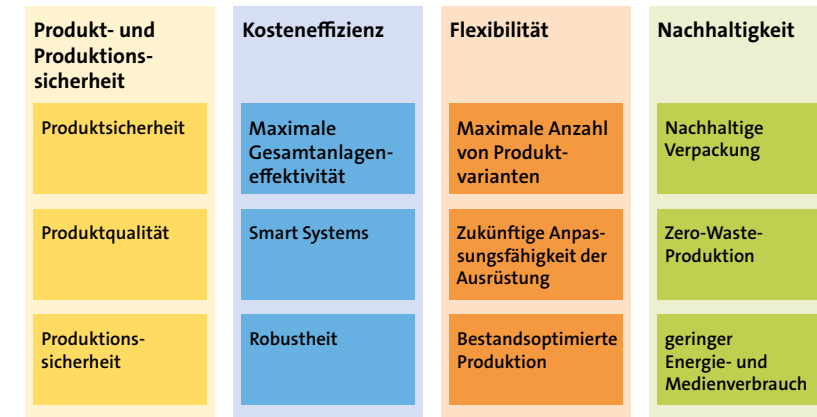 Produkt- und
Produktions-
sicherheit
Produktsicherheit
Produktqualität
Produktions-
sicherheit
Kosteneffizienz
Maximale
Gesamtanlagen-
effektivität
Smart Systems
Robustheit
Flexibilität
Maximale Anzahl
von Produkt-
varianten
Zukünftige Anpas-
sungsfähigkeit der
Ausrüstung
Bestandsoptimierte
Produktion
Nachhaltigkeit
Nachhaltige
Verpackung
Zero-Waste-
Produktion
geringer
Energie- und
Medienverbrauch